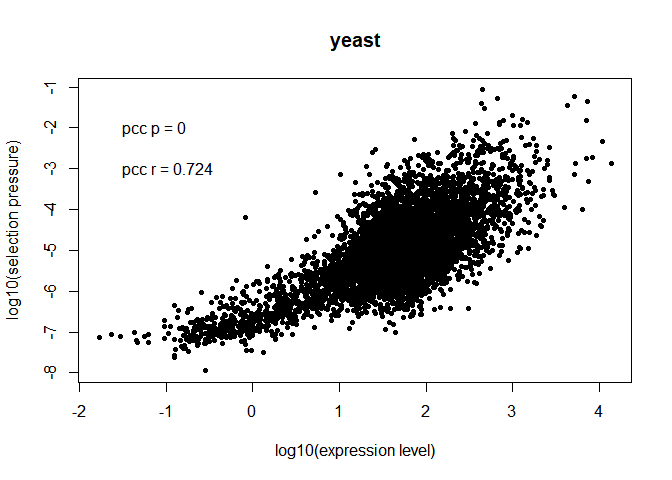 yeast
pcc p = 0
pcc r = 0.724
log10(selection pressure)
-1
-2
-3
-4
-5
-6
-7
-8
-2 -1 0 1 2 3 4
log10(expression level)